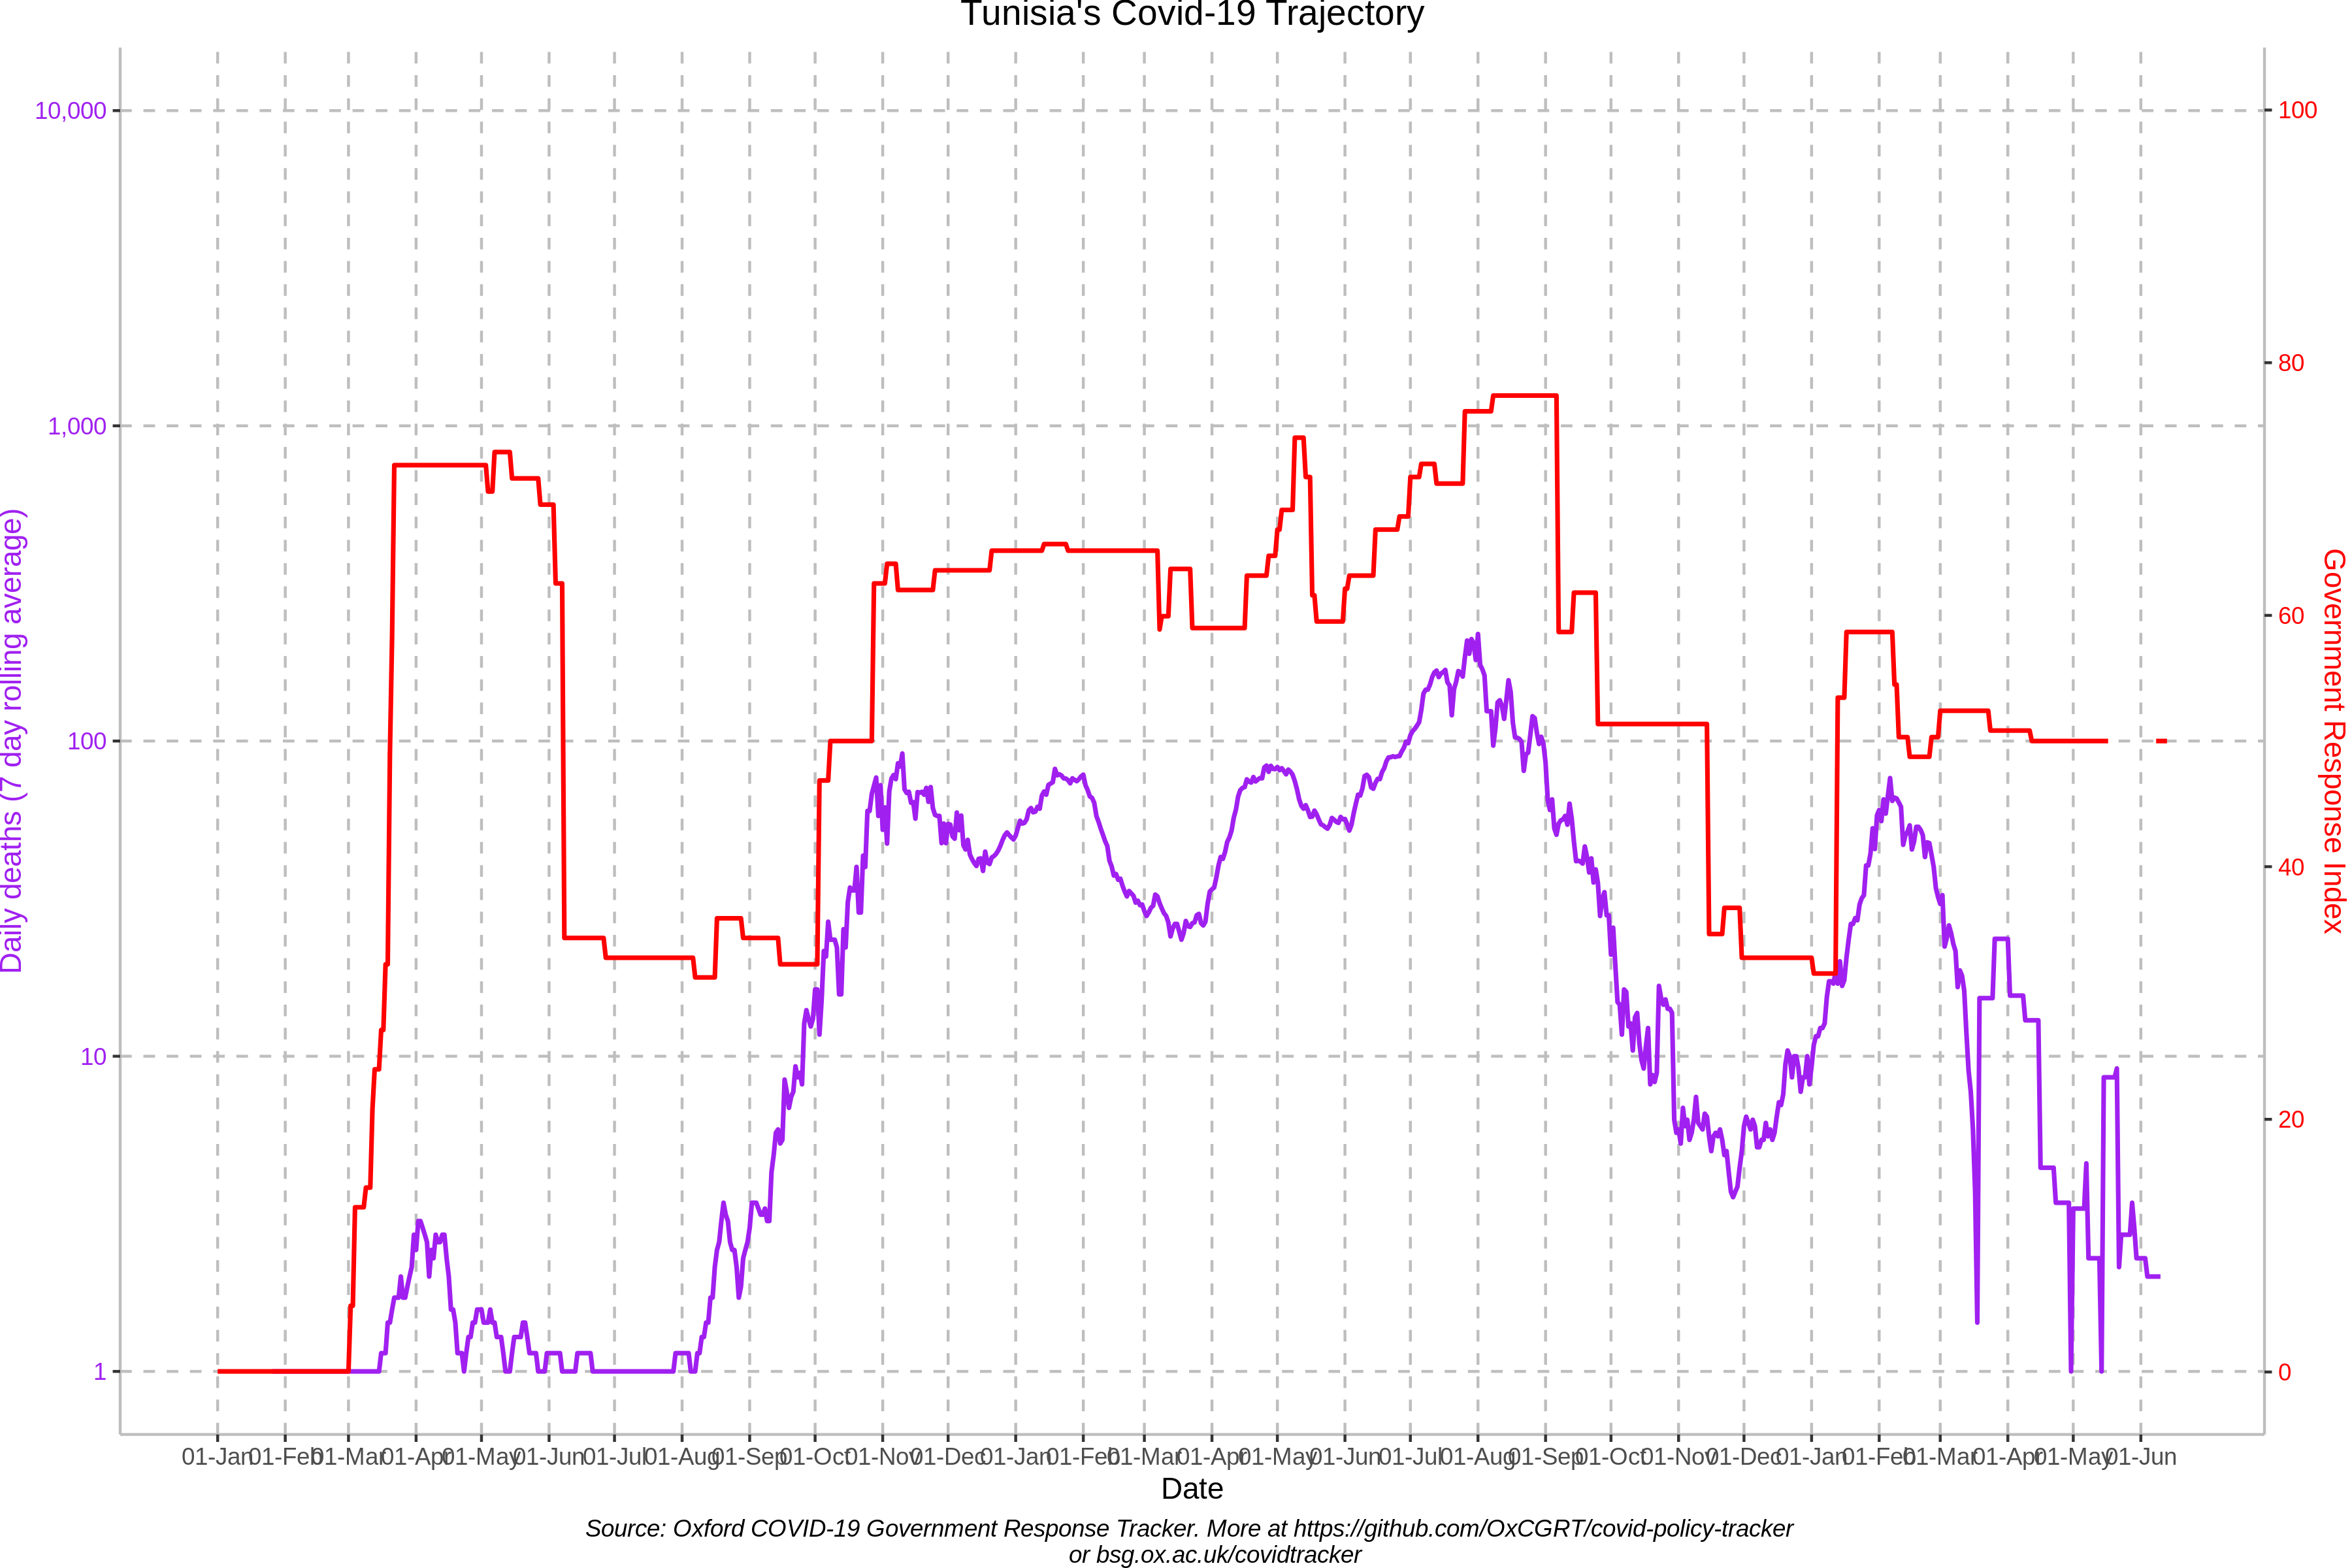 Tunisia's Covid-19 Trajectory
10,000
1,000
100
10
1
Daily deaths (7 day rolling average)
100
80
60
40
20
0
Government Response Index
01-Jan 01-Feb 01-Mar 01-Apr 01-May 01-Jun 01-Jul 01-Aug 01-Sep 01-Oct 01-Nov 01-Dec 01-Jan 01-Feb 01-Mar 01-Apr 01-May 01-Jun 01-Jul 01-Aug 01-Sep 01-Oct 01-Nov 01-Dec 01-Jan 01-Feb 01-Mar 01-Apr 01-May 01-Jun
Date
Source: Oxford COVID-19 Government Response Tracker. More at https://github.com/OxCGRT/covid-policy-tracker
or bsg.ox.ac.uk/covidtracker